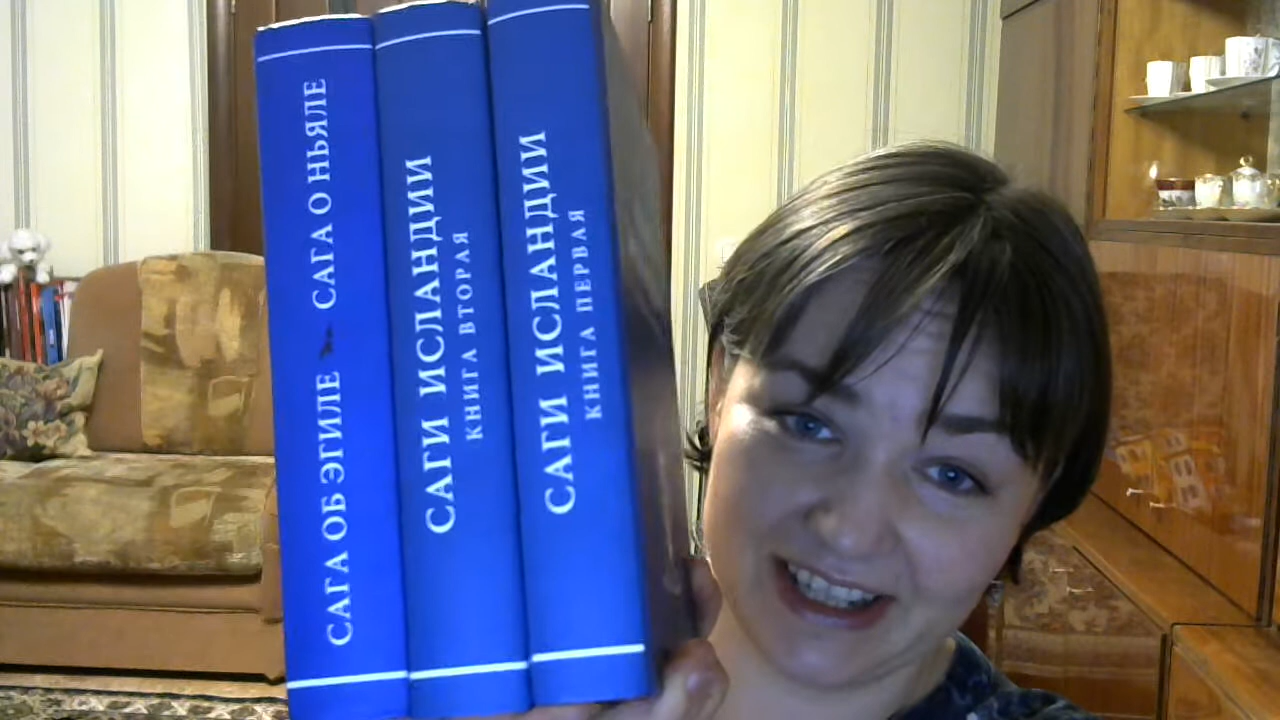 САГА ОБ ЭГИЛЕ САГА О НЬЯЛЕ
САГИ ИСЛАНДИИ
КНИГА ВТОРАЯ
САГИ ИСЛАНДИИ
КНИГА ПЕРВАЯ